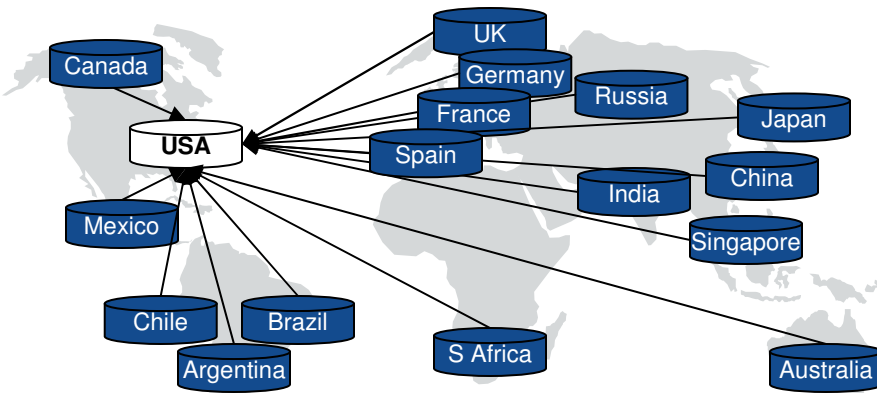 UK
Canada
Germany
Russia
France
Japan
USA
Spain
China
India
Mexico
Singapore
Chile
Brazil
S Africa
Argentina
Australia